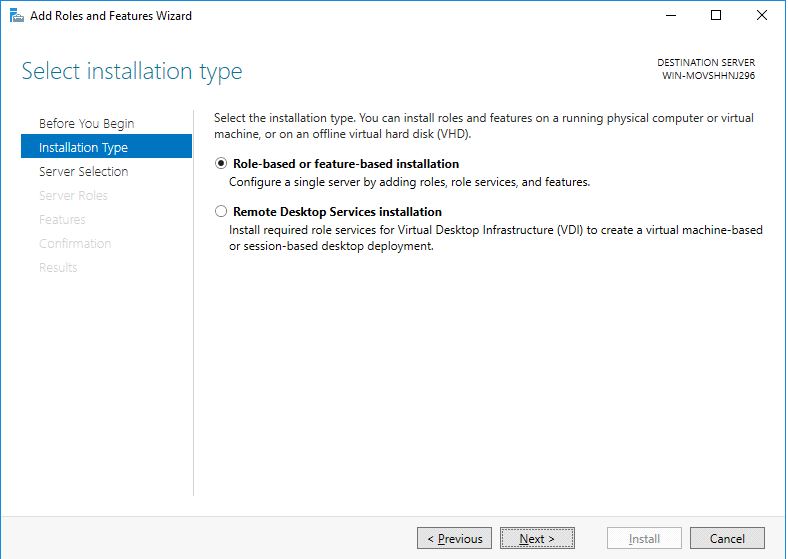 Add Roles and Features Wizard
Select installation type
DESTINATION SERVER
WIN-MOVSHHNJ296
Before You Begin
Installation Type
Server Selection
Server Roles
Features
Confirmation
Results
Select the installation type. You can install roles and features on a running physical computer or virtual
machine, or on an offline virtual hard disk (VHD).
Role-based or feature-based installation
Configure a single server by adding roles, role services, and features.
Remote Desktop Services installation
Install required role services for Virtual Desktop Infrastructure (VDI) to create a virtual machine-based
or session-based desktop deployment.
< Previous
Next >
Install
Cancel